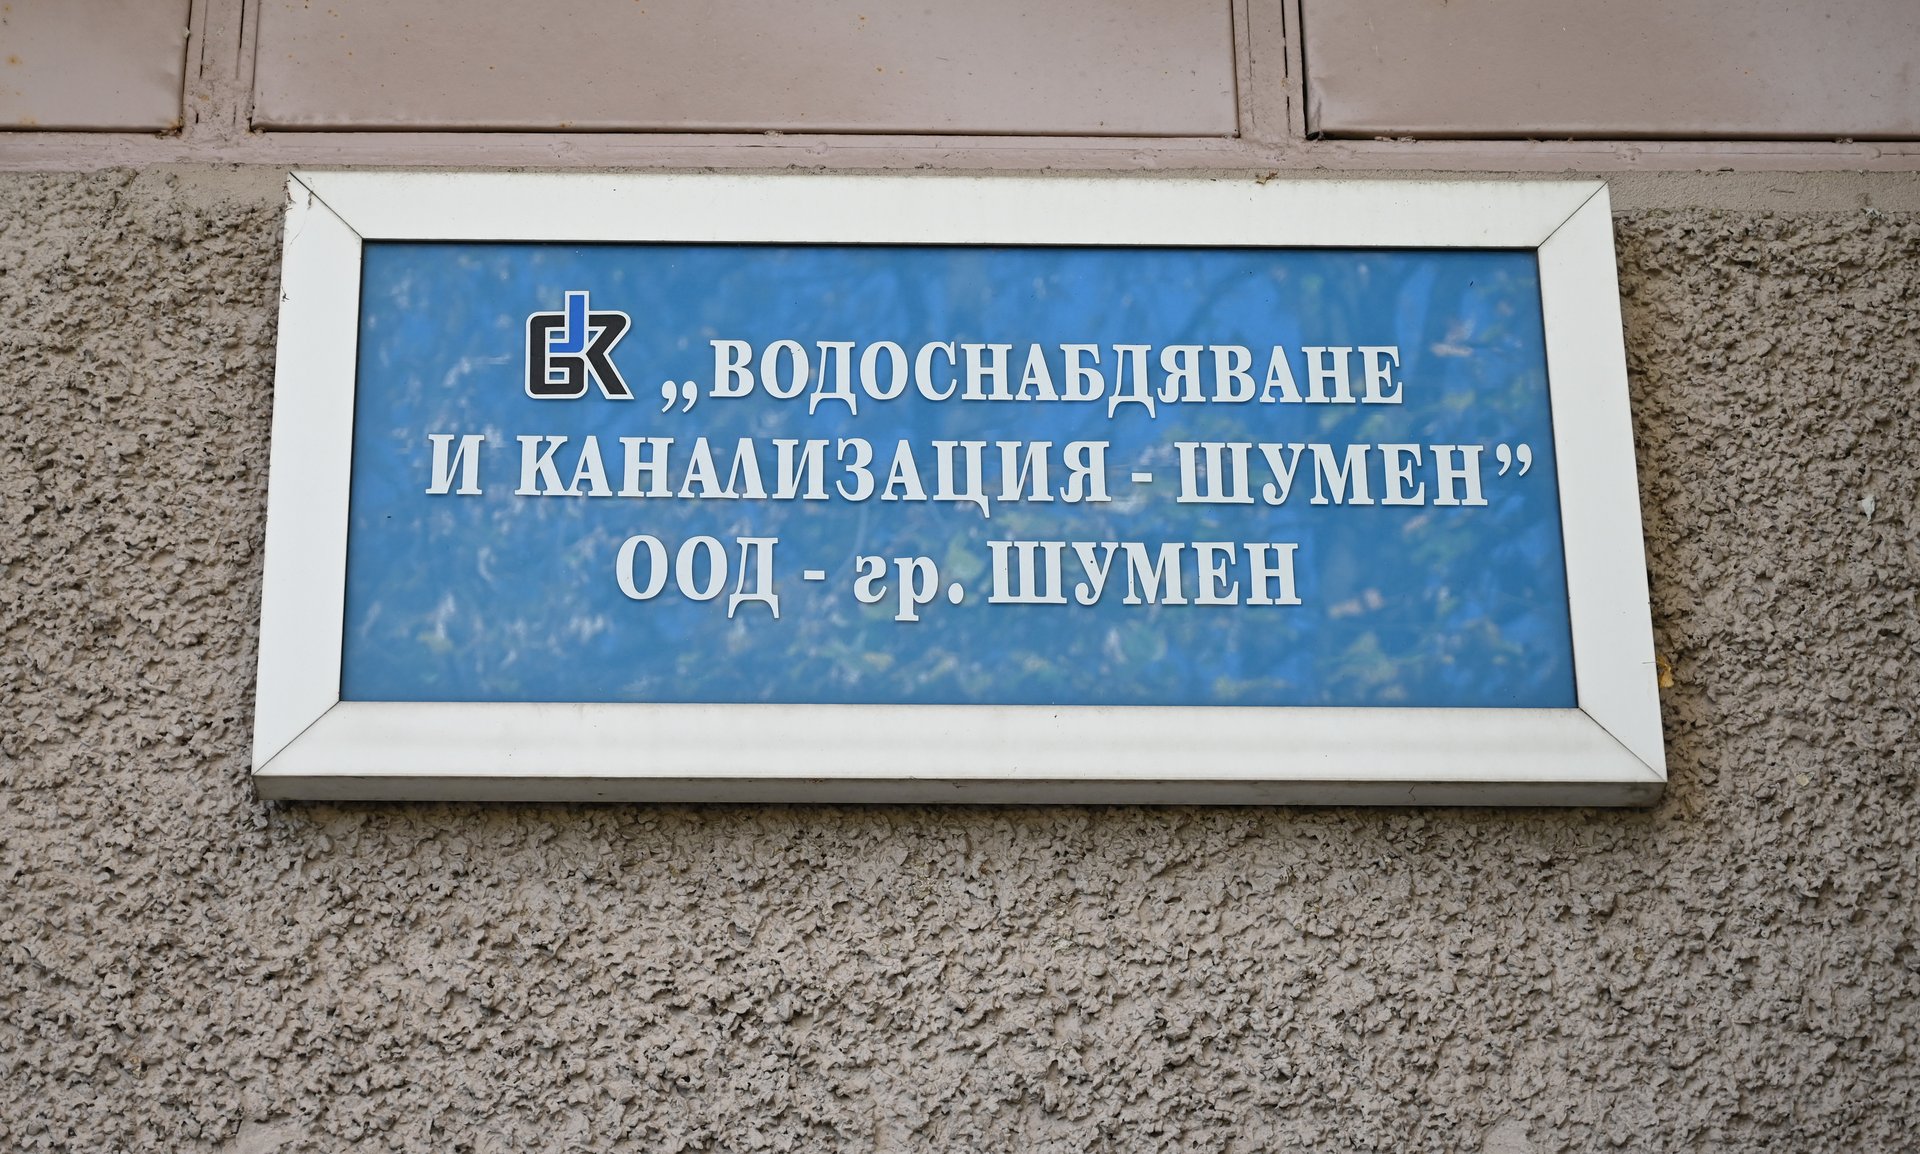 „ВОДОСНАБДЯВАНЕ
И КАНАЛИЗАЦИЯ - ШУМЕН”
ООД - гр. ШУМЕН